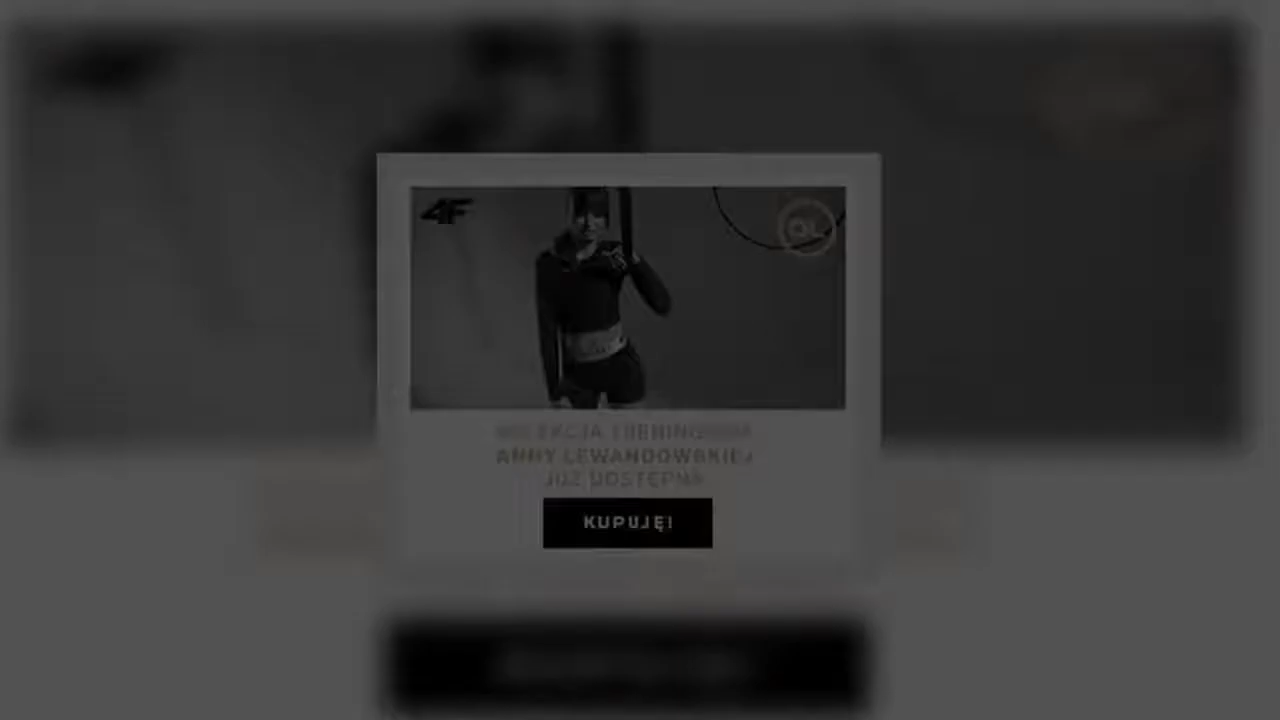 4F
KOLEKCJA TRENINGOWA
ANNY LEWANDOWSKIEJ
JUŻ DOSTĘPNA
KUPUJĘ!